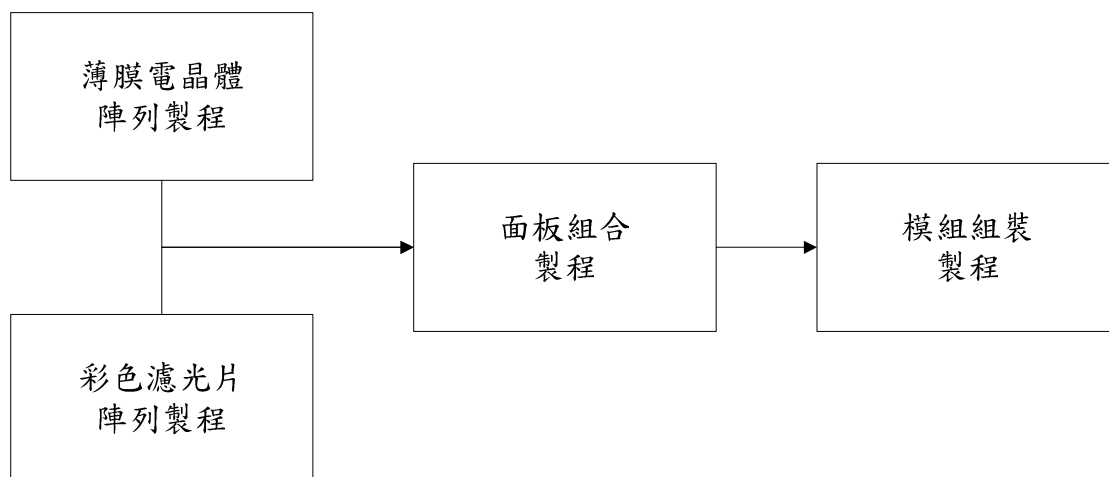 薄膜電晶體
陣列製程
彩色濾光片
陣列製程
面板組合
製程
模組組裝
製程